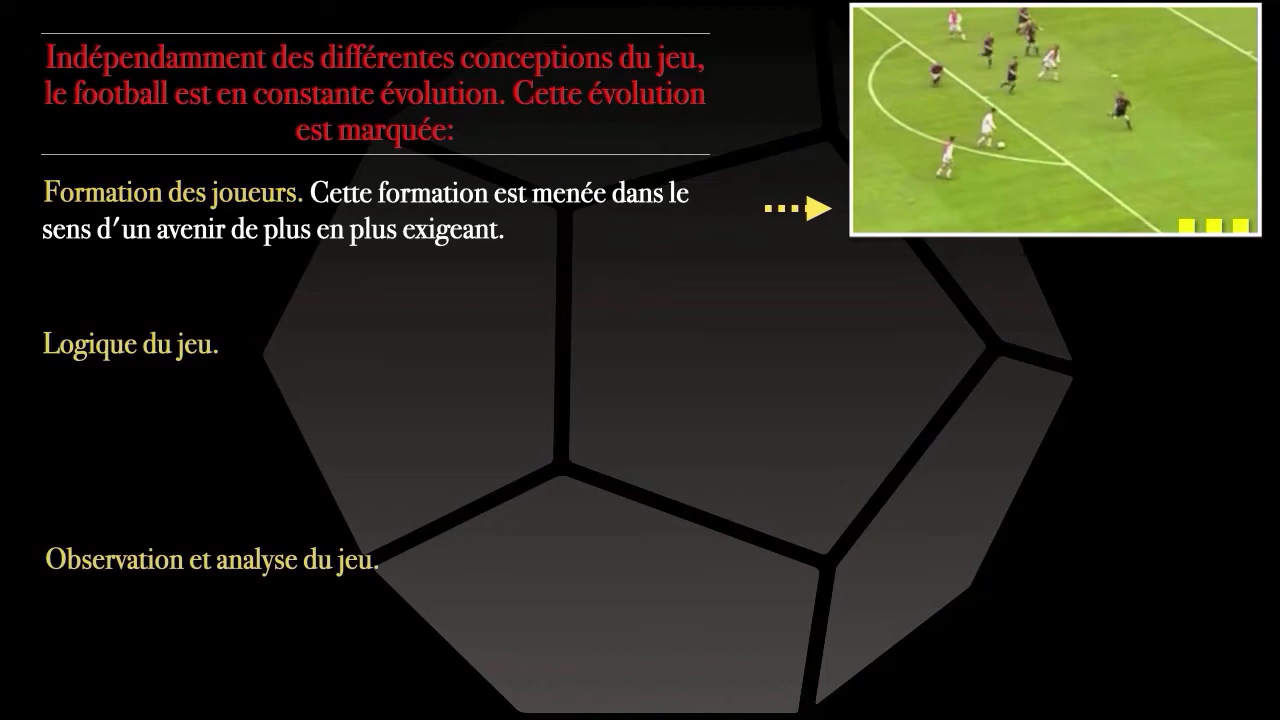 Indépendamment des différentes conceptions du jeu,
le football est en constante évolution. Cette évolution
est marquée:
Formation des joueurs. Cette formation est menée dans le
sens d'un avenir de plus en plus exigeant.
Logique du jeu.
Observation et analyse du jeu.